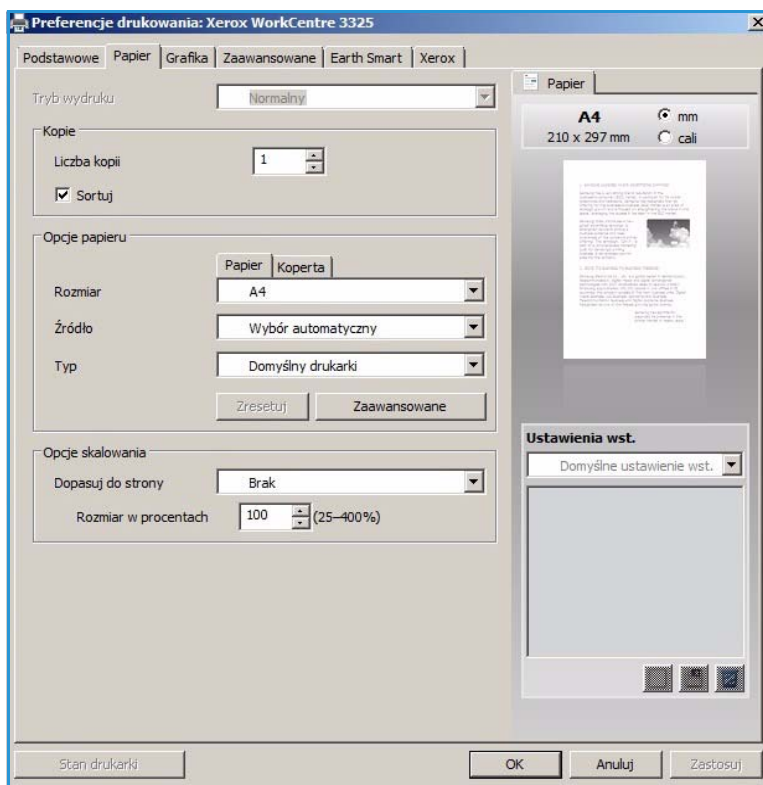 Preferencje drukowania: Xerox WorkCentre 3325
Podstawowe Papier Grafika Zaawansowane Earth Smart Xerox
Tryb wydruku Normalny
Kopie
Liczba kopii 1
Sortuj
Opcje papieru
Papier Koperta
Rozmiar A4
Źródło Wybór automatyczny
Typ Domyślny drukarki
Zresetuj Zaawansowane
Opcje skalowania
Dopasuj do strony Brak
Rozmiar w procentach 100 (25–400%)
Papier
A4 mm
210 x 297 mm cali
Ustawienia wst.
Domyślne ustawienie wst.
Stan drukarki OK Anuluj Zastosuj